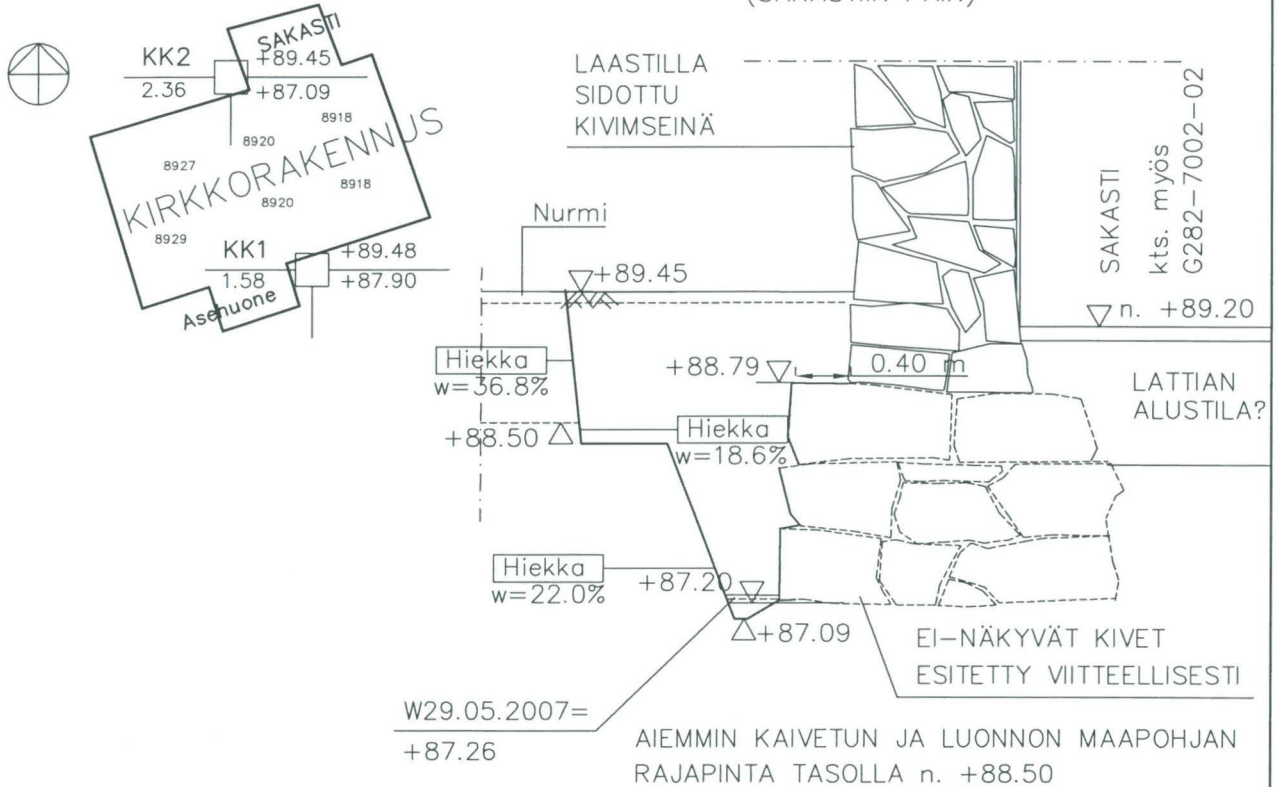 SAKASTI
KK2
+89.45
2.36
+87.09
8918
8920
8927
KIRKKORAKENNUS
8918
8920
8929
KK1
+89.48
1.58
+87.90
Asehuone
LAASTILLA
SIDOTTU
KIVIMSEINÄ
Nurmi
+89.45
SAKASTI
kts. myös
G282-7002-02
n. +89.20
Hiekka
w=36.8%
+88.79
0.40 m
LATTIAN
ALUSTILA?
+88.50
Hiekka
w=18.6%
Hiekka
w=22.0%
+87.20
+87.09
EI-NÄKYVÄT KIVET
ESITETTY VIITTEELLISESTI
W29.05.2007=
+87.26
AIEMMIN KAIVETUN JA LUONNON MAAPOHJAN
RAJAPINTA TASOLLA n. +88.50